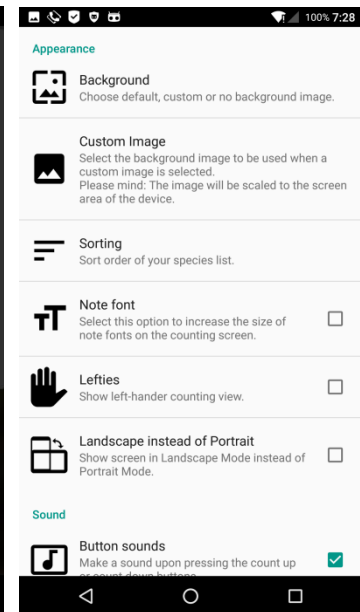 100% 7:28
Appearance
Background
Choose default, custom or no background image.
Custom Image
Select the background image to be used when a
custom image is selected.
Please mind: The image will be scaled to the screen
area of the device.
Sorting
Sort order of your species list.
Note font
Select this option to increase the size of
note fonts on the counting screen.
Lefties
Show left-hander counting view.
Landscape instead of Portrait
Show screen in Landscape Mode instead of
Portrait Mode.
Sound
Button sounds
Make a sound upon pressing the count up
or count down buttons.